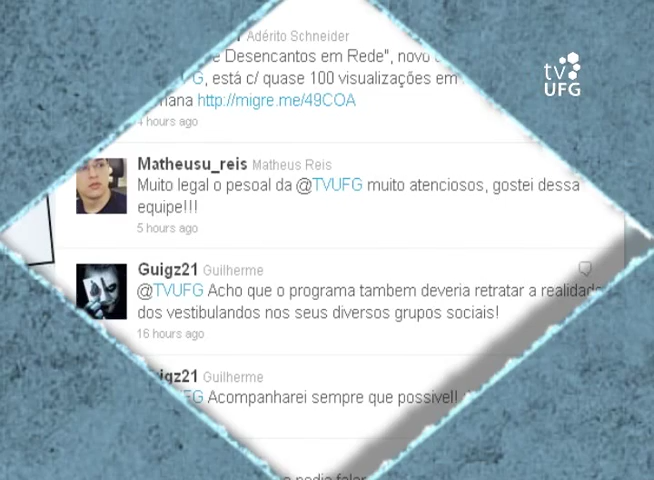 Adérito Schneider
e Desencantos em Rede", novo
G, está c/ quase 100 visualizações em
mana http://migre.me/49COA
4 hours ago
tv
UFG
Matheusu_reis Matheus Reis
Muito legal o pesoal da @TVUFG muito atenciosos, gostei dessa
equipe!!!
5 hours ago
Guigz21 Guilherme
@TVUFG Acho que o programa tambem deveria retratar a realidade
dos vestibulandos nos seus diversos grupos sociais!
16 hours ago
igz21 Guilherme
FG Acompanharei sempre que possivel!
a podia falar